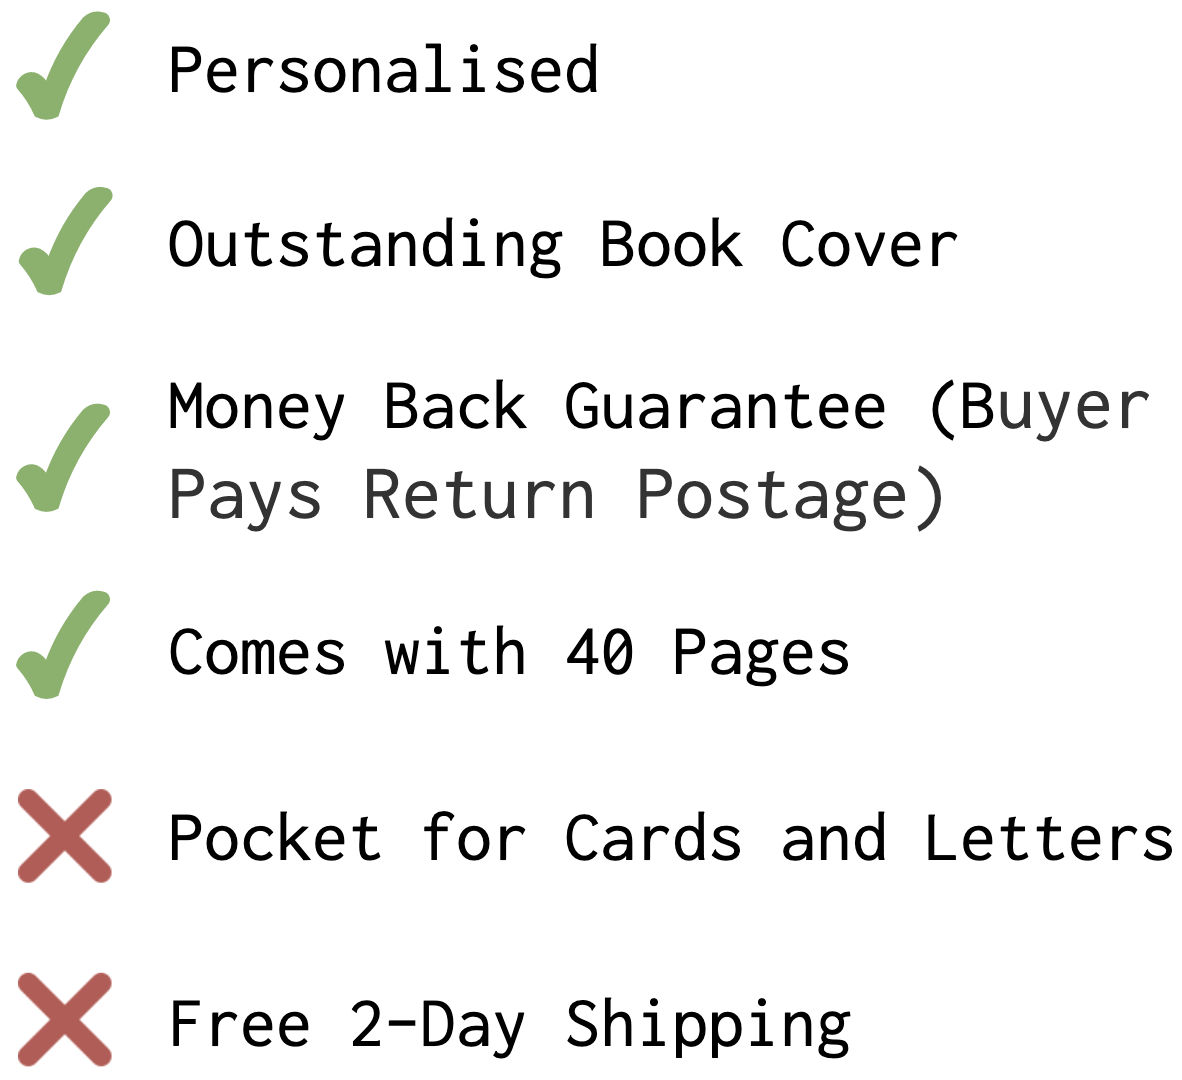 Personalised
Outstanding Book Cover
Money Back Guarantee (Buyer
Pays Return Postage)
Comes with 40 Pages
Pocket for Cards and Letters
Free 2-Day Shipping